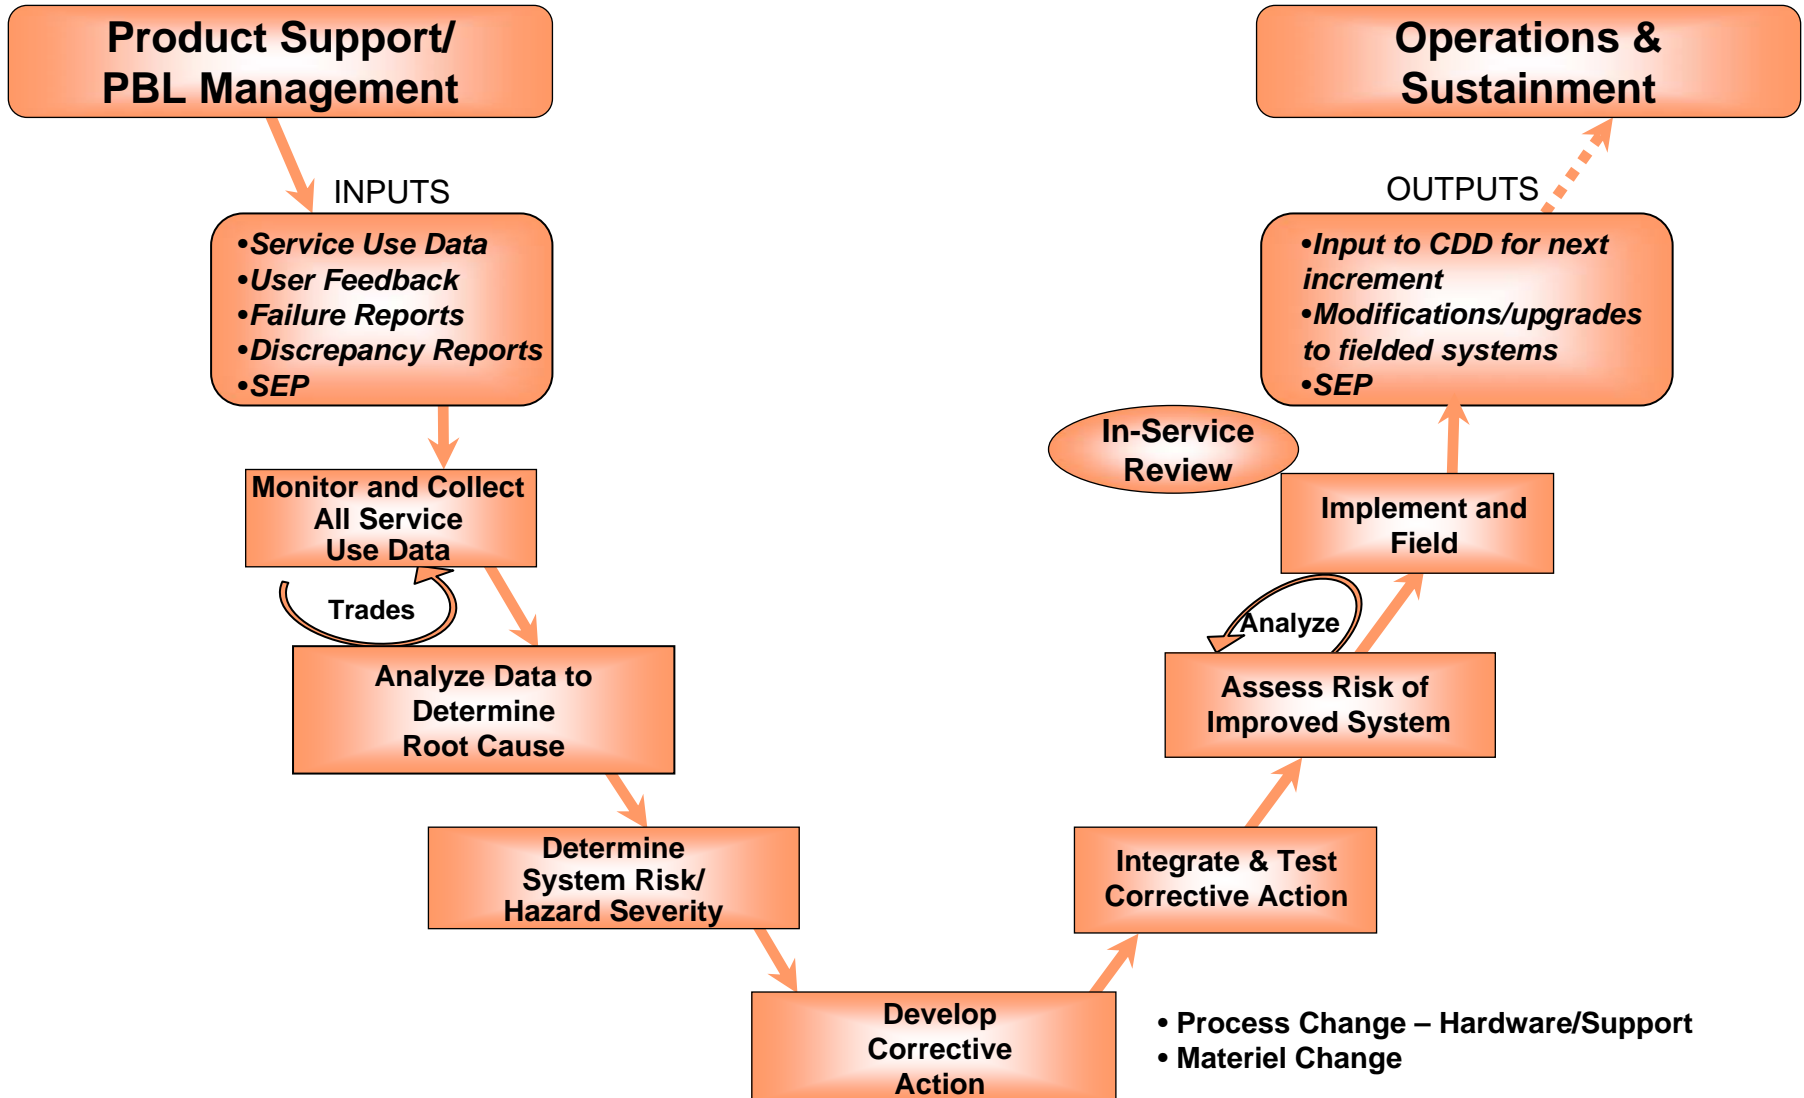 Product Support/
PBL Management
INPUTS
•Service Use Data
•User Feedback
•Failure Reports
•Discrepancy Reports
•SEP
Monitor and Collect
All Service
Use Data
Trades
Analyze Data to
Determine
Root Cause
Determine
System Risk/
Hazard Severity
Develop
Corrective
Action
• Process Change – Hardware/Support
• Materiel Change
Integrate & Test
Corrective Action
Assess Risk of
Improved System
Analyze
Implement and
Field
In-Service
Review
OUTPUTS
•Input to CDD for next
increment
•Modifications/upgrades
to fielded systems
•SEP
Operations &
Sustainment